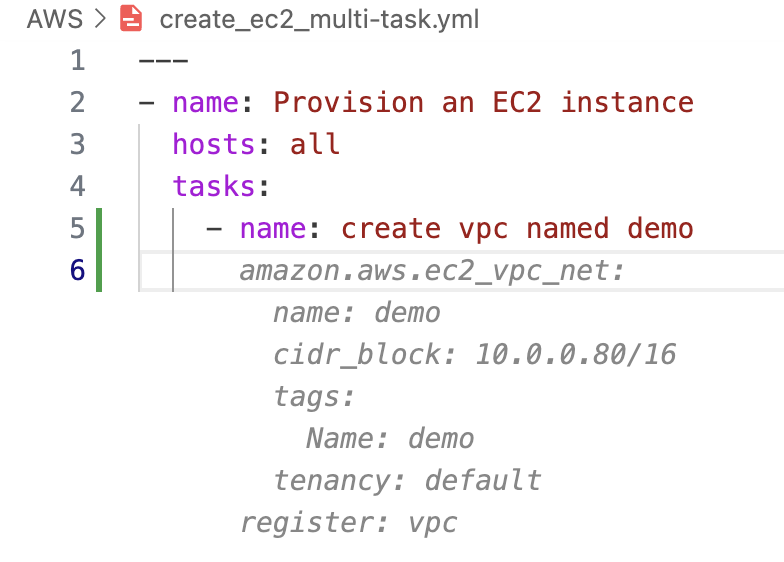 AWS > create_ec2_multi-task.yml
1 ---
2 - name: Provision an EC2 instance
3   hosts: all
4   tasks:
5     - name: create vpc named demo
6       amazon.aws.ec2_vpc_net:
        name: demo
        cidr_block: 10.0.0.80/16
        tags:
          Name: demo
        tenancy: default
      register: vpc